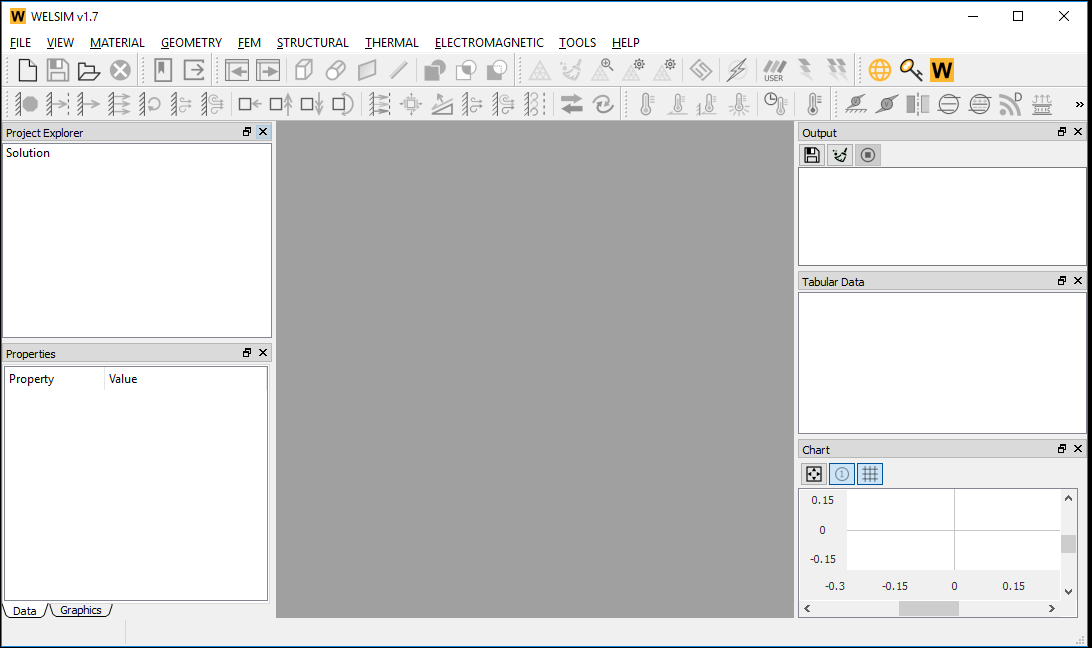 W WELSIM v1.7
FILE VIEW MATERIAL GEOMETRY FEM STRUCTURAL THERMAL ELECTROMAGNETIC TOOLS HELP
USER W
D »
Project Explorer
Solution
Properties
Property Value
Data Graphics
Output
Tabular Data
Chart
1
0.15
0
-0.15
-0.3 -0.15 0 0.15